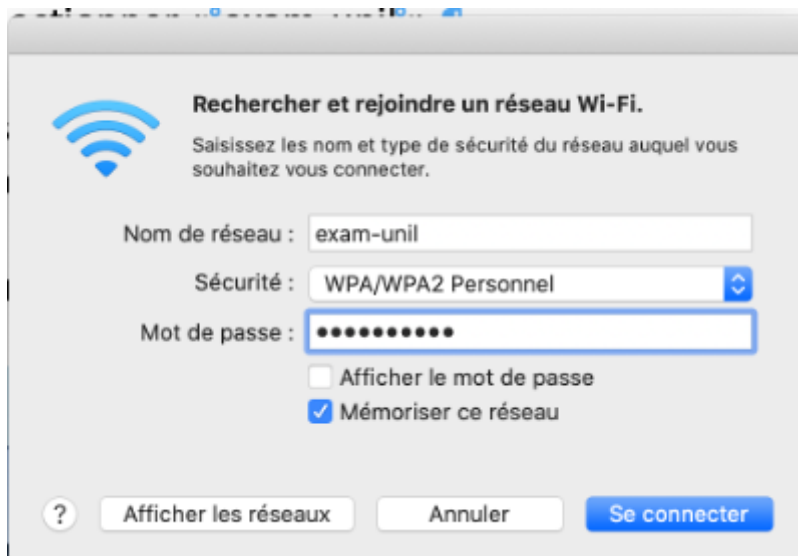 Rechercher et rejoindre un réseau Wi-Fi.
Saisissez les nom et type de sécurité du réseau auquel vous
souhaitez vous connecter.
Nom de réseau : exam-unil
Sécurité : WPA/WPA2 Personnel
Mot de passe : ••••••••••
Afficher le mot de passe
Mémoriser ce réseau
? Afficher les réseaux Annuler Se connecter